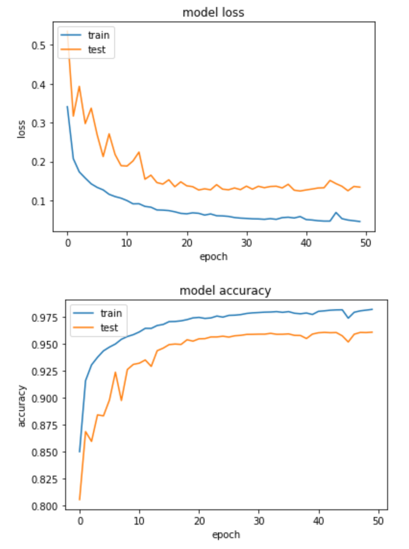 model loss
train
test
0.5
0.4
0.3
0.2
0.1
loss
0 10 20 30 40 50
epoch
model accuracy
train
test
0.975
0.950
0.925
0.900
0.875
0.850
0.825
0.800
accuracy
0 10 20 30 40 50
epoch